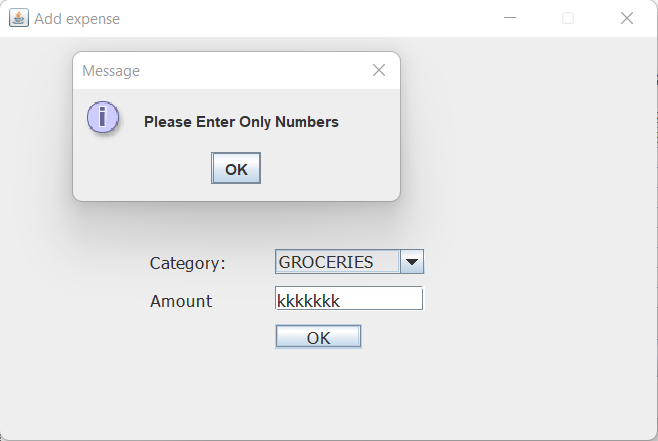 Add expense
Message
Please Enter Only Numbers
OK
Category: GROCERIES
Amount kkkkkkk
OK